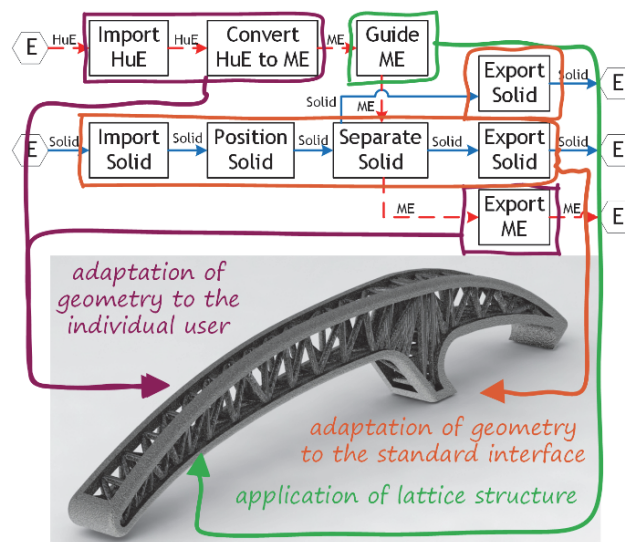 E HuE Import HuE HuE Convert HuE to ME ME Guide ME
Solid ME Export Solid Solid E
E Solid Import Solid Solid Position Solid Solid Separate Solid Solid Export Solid Solid E
ME Export ME ME E
adaptation of
geometry to the
individual user
adaptation of geometry
to the standard interface
application of lattice structure